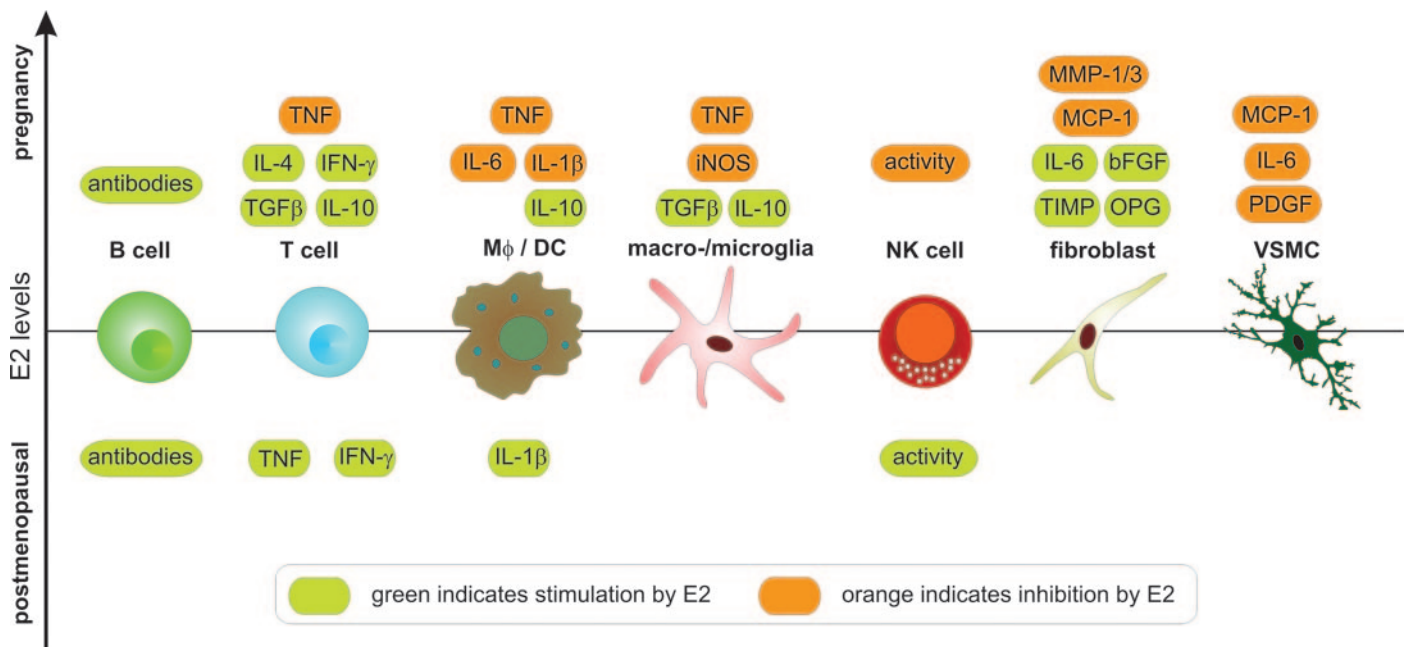 pregnancy
E2 levels
postmenopausal
MMP-1/3
TNF TNF TNF MCP-1 MCP-1
IL-4 IFN-γ IL-6 IL-1β iNOS activity IL-6 bFGF IL-6
antibodies
TGFβ IL-10 IL-10 TGFβ IL-10 TIMP OPG PDGF
B cell T cell Mϕ / DC macro-/microglia NK cell fibroblast VSMC
antibodies TNF IFN-γ IL-1β activity
green indicates stimulation by E2 orange indicates inhibition by E2